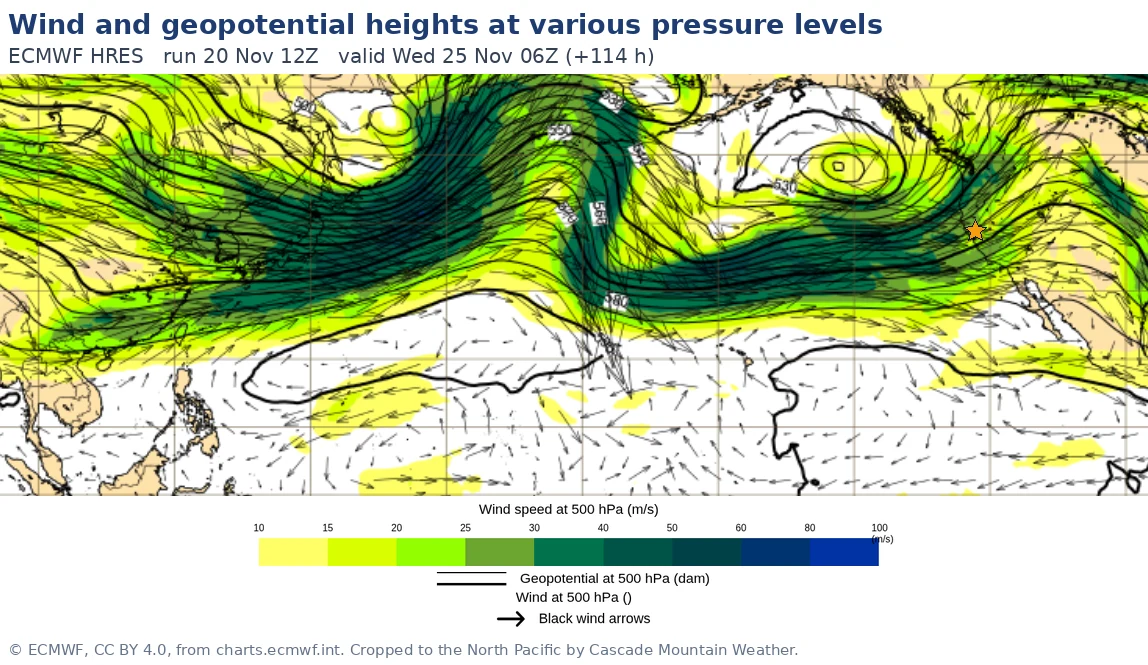 Wind and geopotential heights at various pressure levels
ECMWF HRES run 20 Nov 12Z valid Wed 25 Nov 06Z (+114 h)
550
530
580
Wind speed at 500 hPa (m/s)
10 15 20 25 30 40 50 60 80 100
(m/s)
Geopotential at 500 hPa (dam)
Wind at 500 hPa ()
Black wind arrows
© ECMWF, CC BY 4.0, from charts.ecmwf.int. Cropped to the North Pacific by Cascade Mountain Weather.